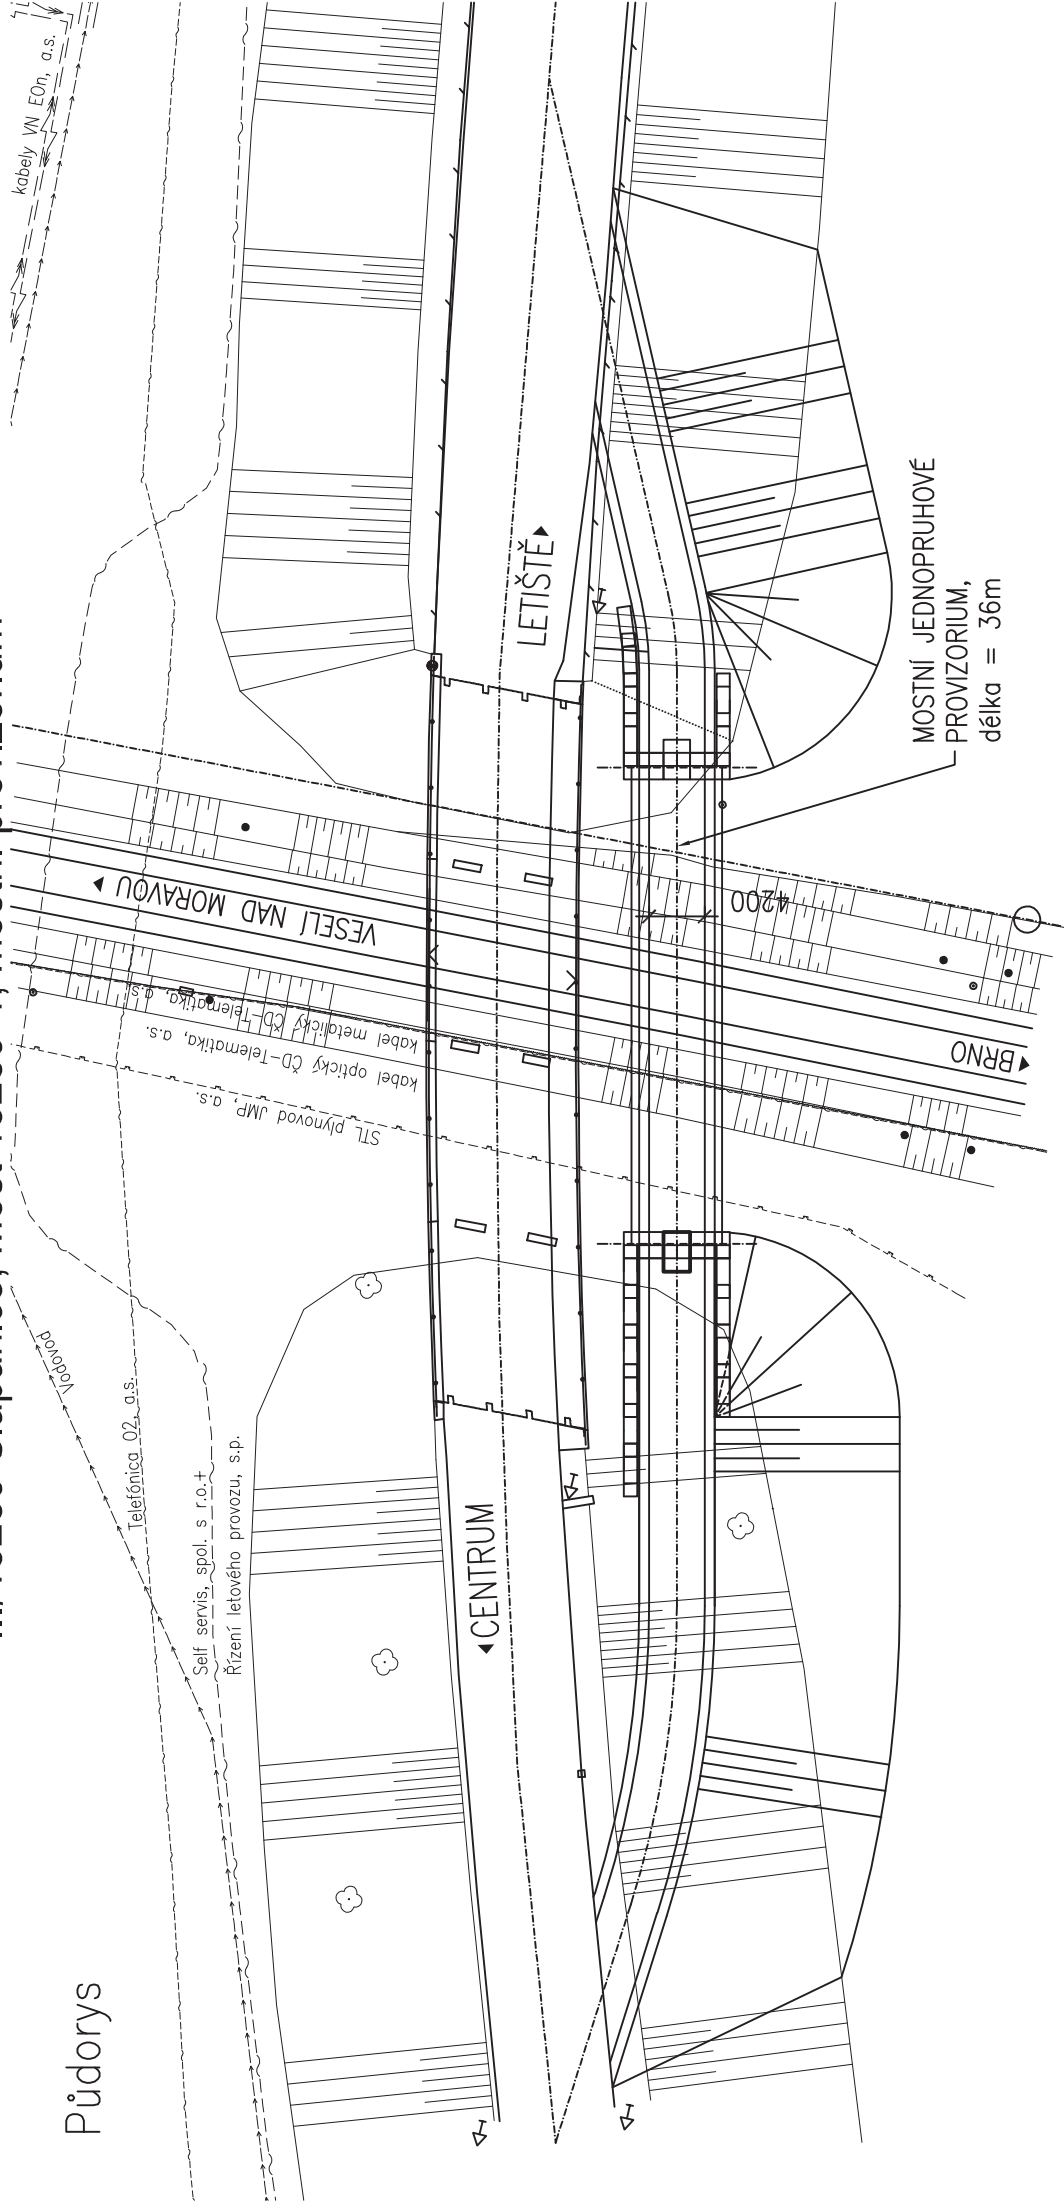 Půdorys
kabely VN EOn, a.s.
Vodovod
Telefónica O2, a.s.
Self servis, spol. s r.o.+
Řízení letového provozu, s.p.
VESELÍ NAD MORAVOU
kabel metalický ČD-Telematika, a.s.
kabel optický ČD-Telematika, a.s.
STL plynovod JMP, a.s.
CENTRUM
LETIŠTĚ
4200
BRNO
MOSTNÍ JEDNOPRUHOVÉ
PROVIZORIUM,
délka = 36m